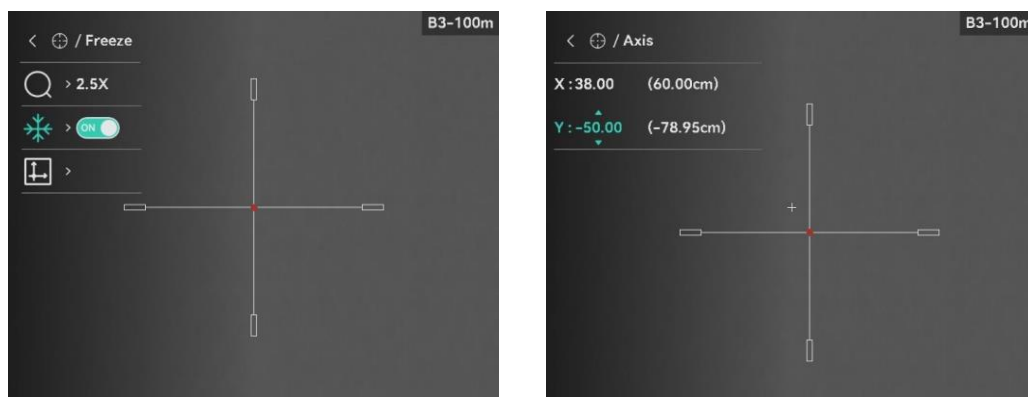 B3-100m
< / Freeze
> 2.5X
> ON
>
B3-100m
< / Axis
X :38.00 (60.00cm)
Y :-50.00 (-78.95cm)